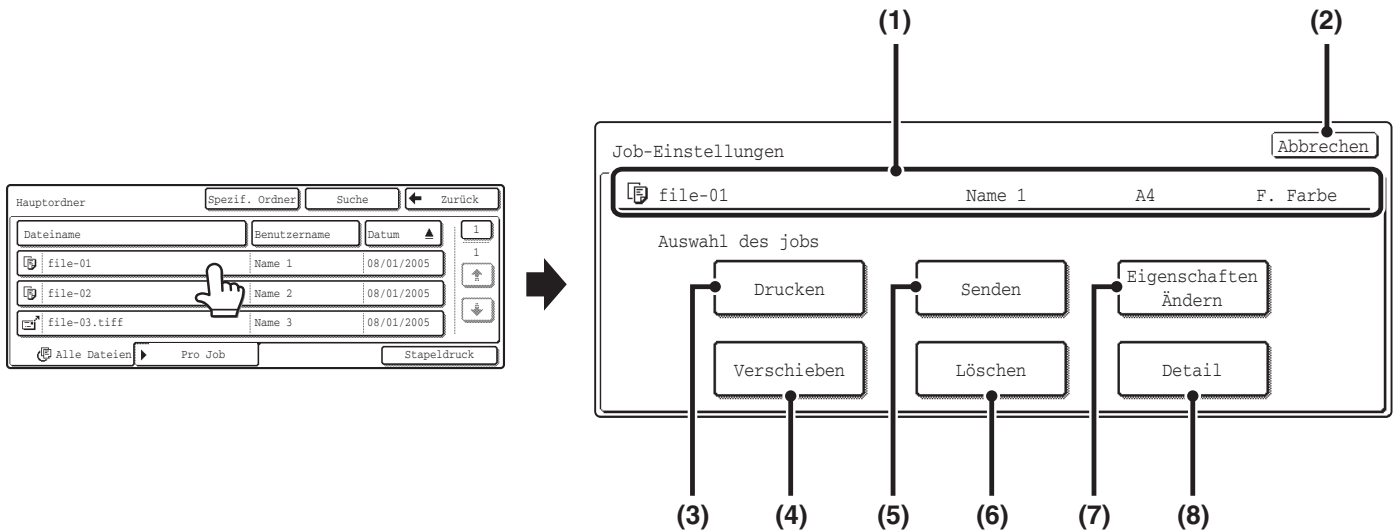 (1)
(2)
Job-Einstellungen
Abbrechen
file-01 Name 1 A4 F. Farbe
Auswahl des jobs
Drucken
Senden
Eigenschaften
Ändern
Verschieben
Löschen
Detail
(3) (4) (5) (6) (7) (8)
Hauptordner
Spezif. Ordner
Suche
Zurück
Dateiname
Benutzername
Datum
1
1
file-01 Name 1 08/01/2005
file-02 Name 2 08/01/2005
file-03.tiff Name 3 08/01/2005
Alle Dateien
Pro Job
Stapeldruck